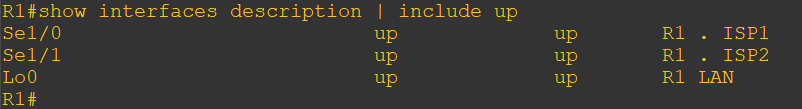 R1#show interfaces description | include up
Se1/0                          up             up       R1 . ISP1
Se1/1                          up             up       R1 . ISP2
Lo0                            up             up       R1 LAN
R1#